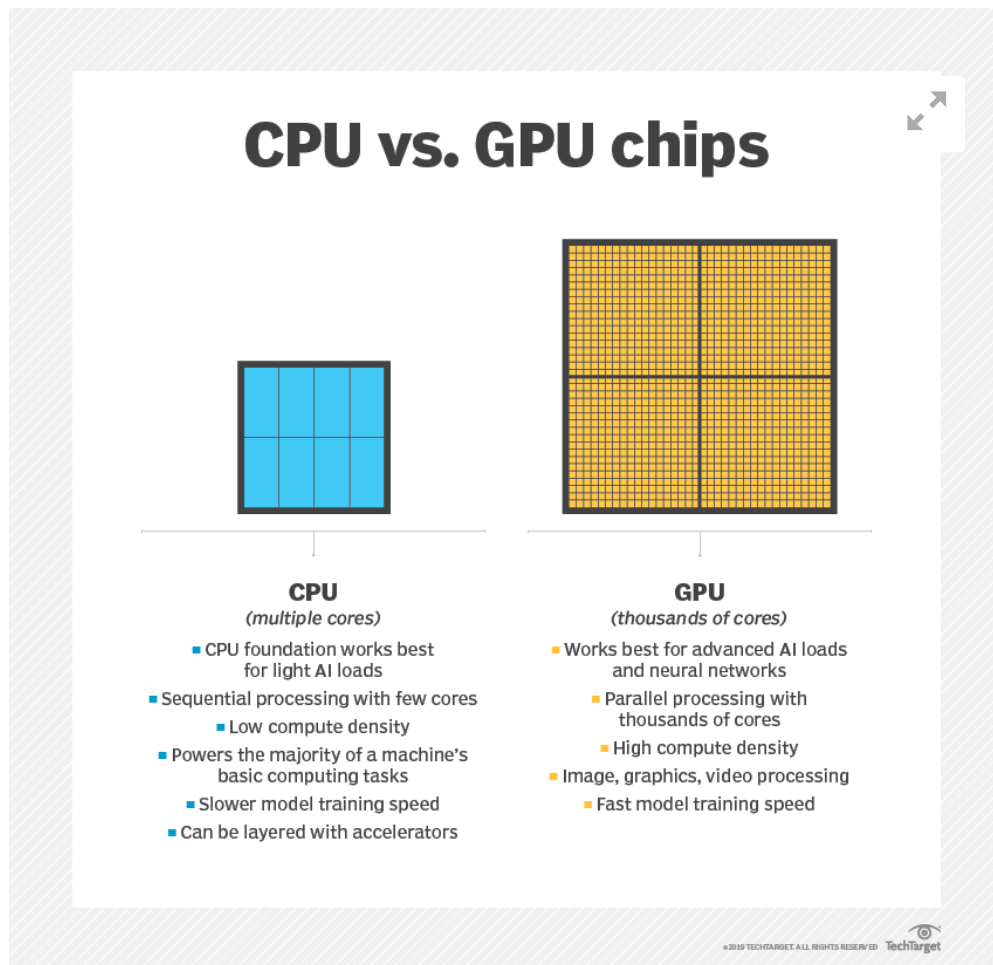 CPU vs. GPU chips
CPU
(multiple cores)
CPU foundation works best
for light AI loads
Sequential processing with few cores
Low compute density
Powers the majority of a machine's
basic computing tasks
Slower model training speed
Can be layered with accelerators
GPU
(thousands of cores)
Works best for advanced AI loads
and neural networks
Parallel processing with
thousands of cores
High compute density
Image, graphics, video processing
Fast model training speed
©2019 TECHTARGET. ALL RIGHTS RESERVED TechTarget